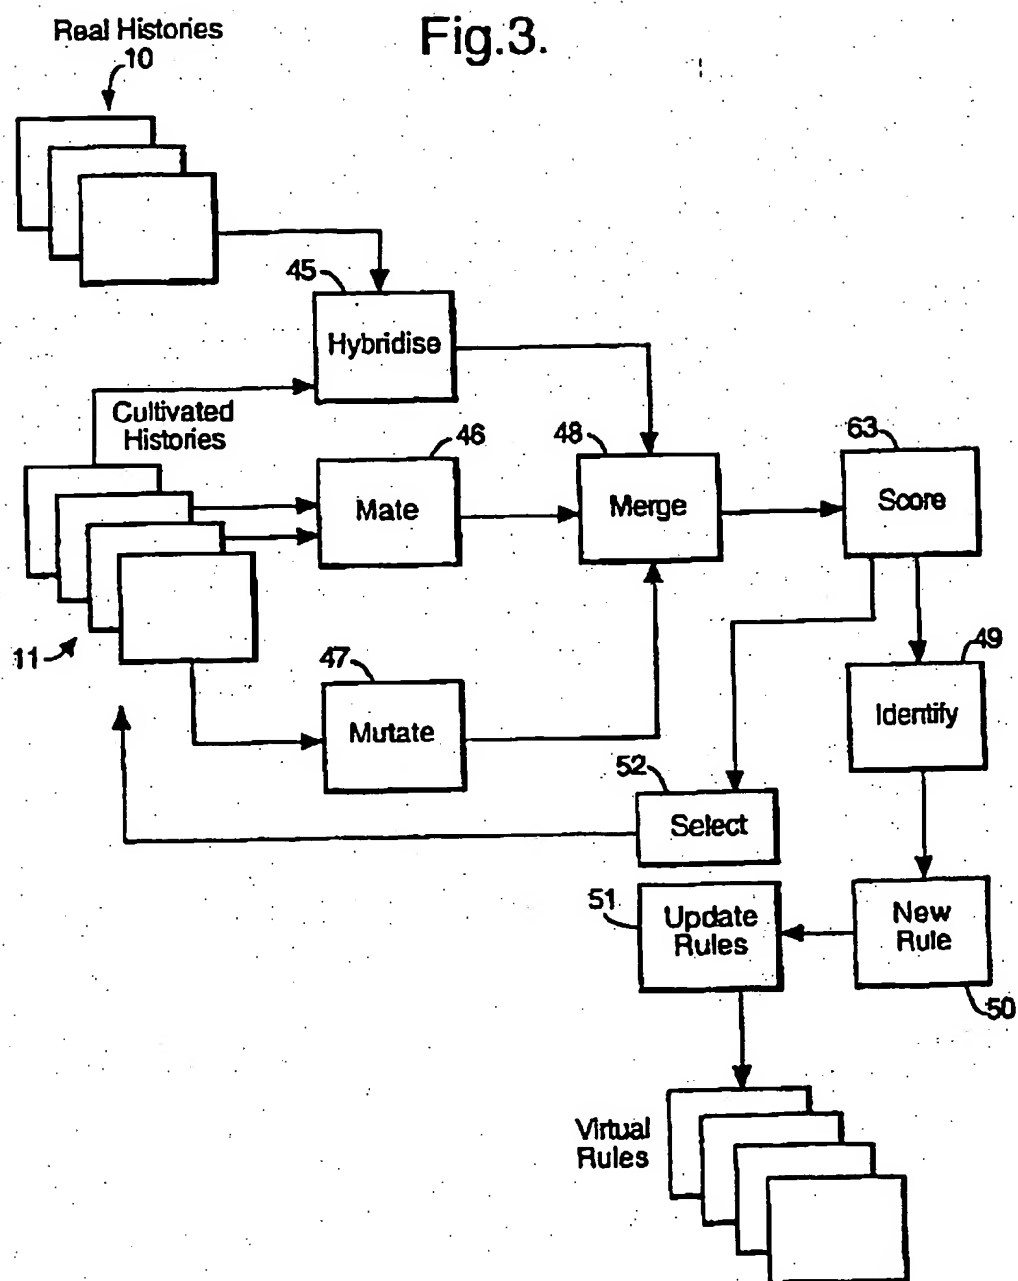 Fig.3.
Real Histories
10
45
Hybridise
Cultivated
Histories
46
Mate
48
Merge
63
Score
11
47
Mutate
49
Identify
52
Select
51
Update
Rules
New
Rule
50
Virtual
Rules